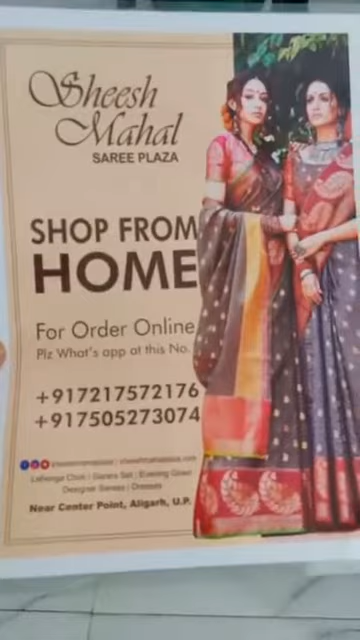 Sheesh
Mahal
SAREE PLAZA
SHOP FROM
HOME
For Order Online
Plz What's app at this No.
+917217572176
+917505273074
Lehenga Choli | Garara Set | Evening Gown
Designer Sarees | Dresses
Near Center Point, Aligarh, U.P.